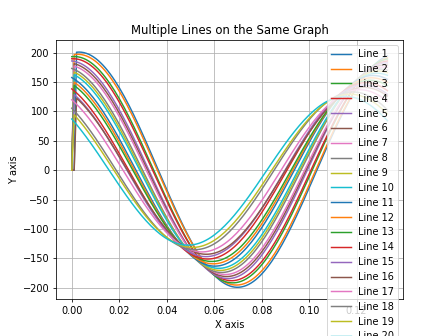 Multiple Lines on the Same Graph
200
150
100
50
0
−50
−100
−150
−200
Y axis
0.00
0.02
0.04
0.06
0.08
0.10
X axis
Line 1
Line 2
Line 3
Line 4
Line 5
Line 6
Line 7
Line 8
Line 9
Line 10
Line 11
Line 12
Line 13
Line 14
Line 15
Line 16
Line 17
Line 18
Line 19
Line 20